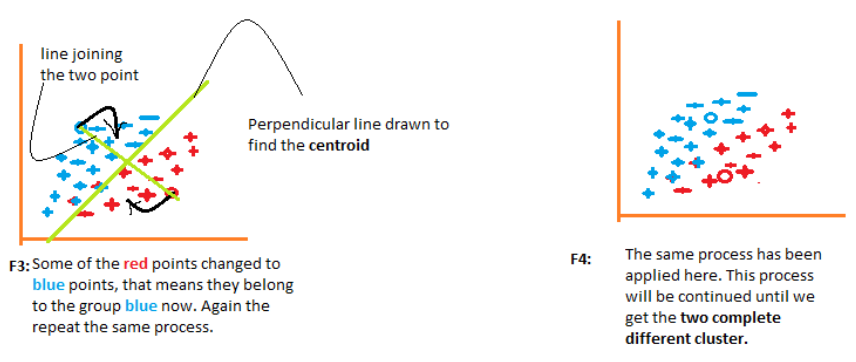 line joining
the two point
Perpendicular line drawn to
find the centroid
F3: Some of the red points changed to
blue points, that means they belong
to the group blue now. Again the
repeat the same process.
F4: The same process has been
applied here. This process
will be continued until we
get the two complete
different cluster.